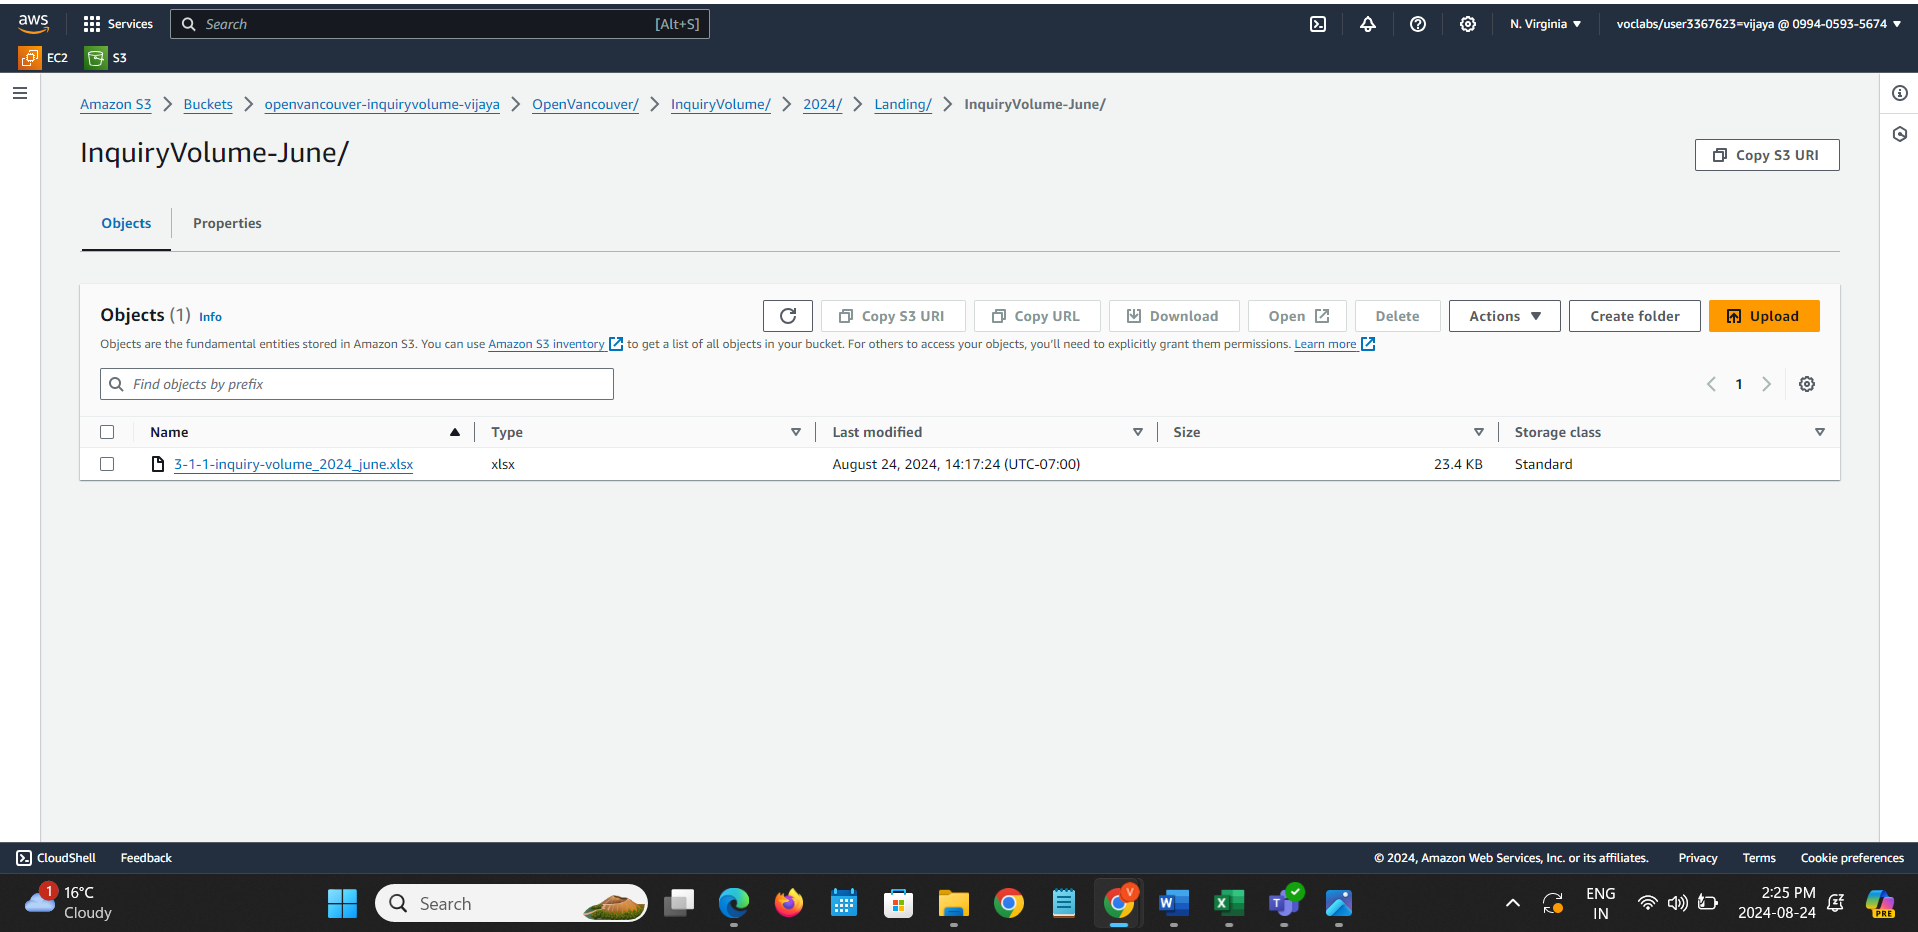 aws Services Search [Alt+S] N. Virginia voclabs/user3367623=vijaya @ 0994-0593-5674
EC2 S3
Amazon S3 Buckets openvancouver-inquiryvolume-vijaya OpenVancouver/ InquiryVolume/ 2024/ Landing/ InquiryVolume-June/
InquiryVolume-June/
Copy S3 URI
Objects Properties
Objects (1) Info Copy S3 URI Copy URL Download Open Delete Actions Create folder Upload
Objects are the fundamental entities stored in Amazon S3. You can use Amazon S3 inventory to get a list of all objects in your bucket. For others to access your objects, you'll need to explicitly grant them permissions. Learn more
Find objects by prefix 1
Name Type Last modified Size Storage class
3-1-1-inquiry-volume_2024_june.xlsx xlsx August 24, 2024, 14:17:24 (UTC-07:00) 23.4 KB Standard
CloudShell Feedback © 2024, Amazon Web Services, Inc. or its affiliates. Privacy Terms Cookie preferences
1 16°C
Cloudy
Search
V
W
X
T
ENG
IN
2:25 PM
2024-08-24
PRE